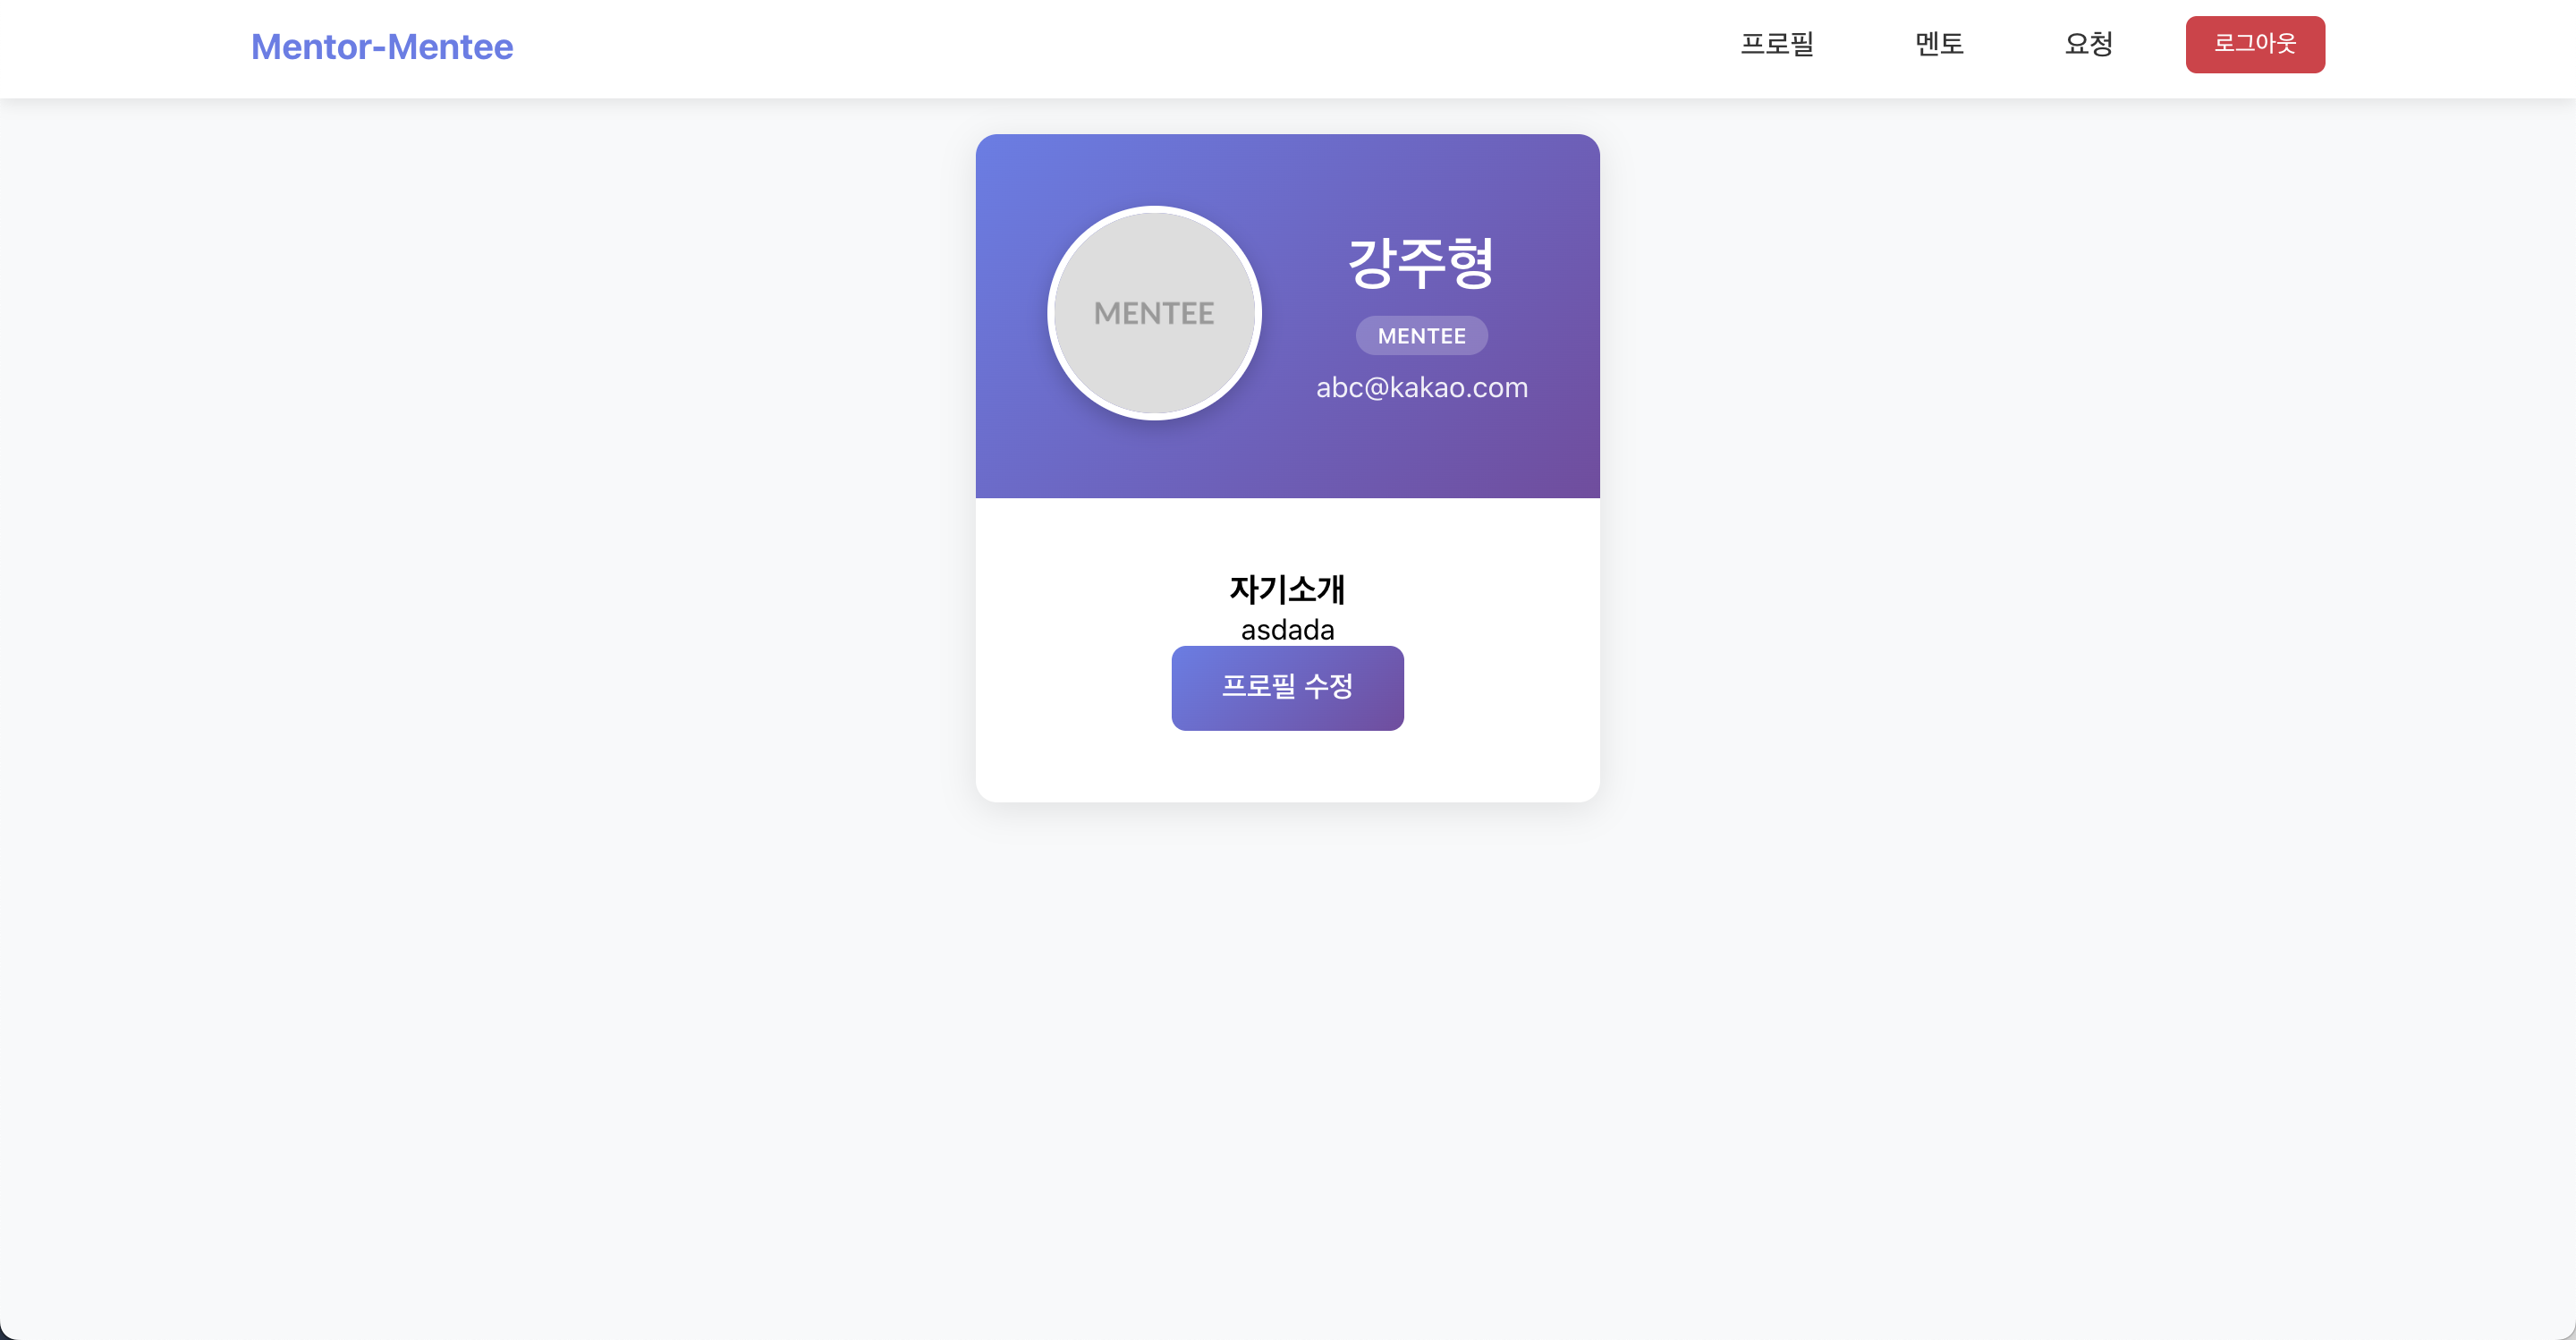 Mentor-Mentee
프로필
멘토
요청
로그아웃
MENTEE
강주형
MENTEE
abc@kakao.com
자기소개
asdada
프로필 수정